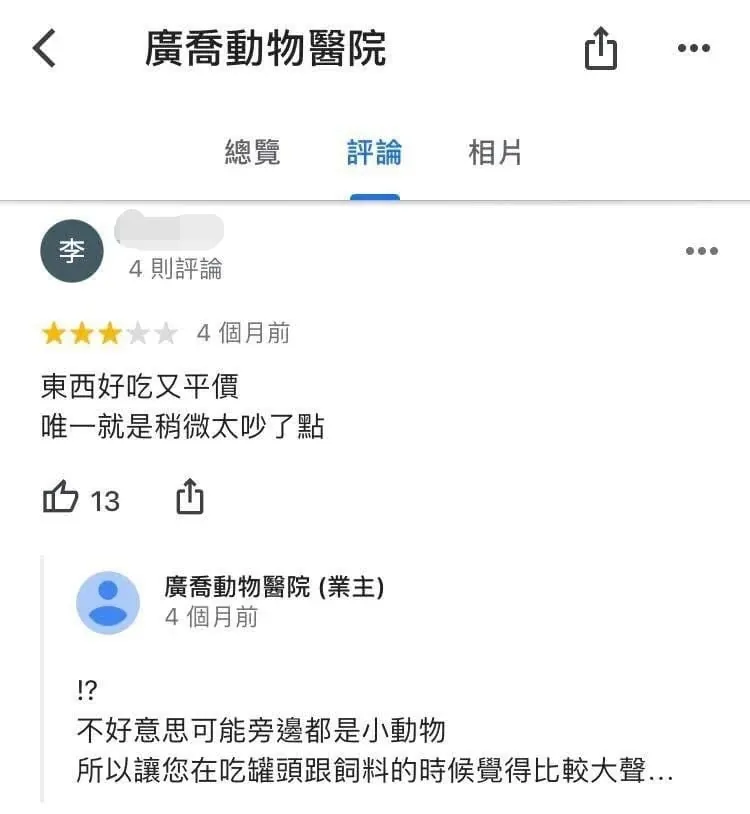 廣喬動物醫院
總覽
評論
相片
李
4 則評論
4 個月前
東西好吃又平價
唯一就是稍微太吵了點
13
廣喬動物醫院 (業主)
4 個月前
!?
不好意思可能旁邊都是小動物
所以讓您在吃罐頭跟飼料的時候覺得比較大聲...